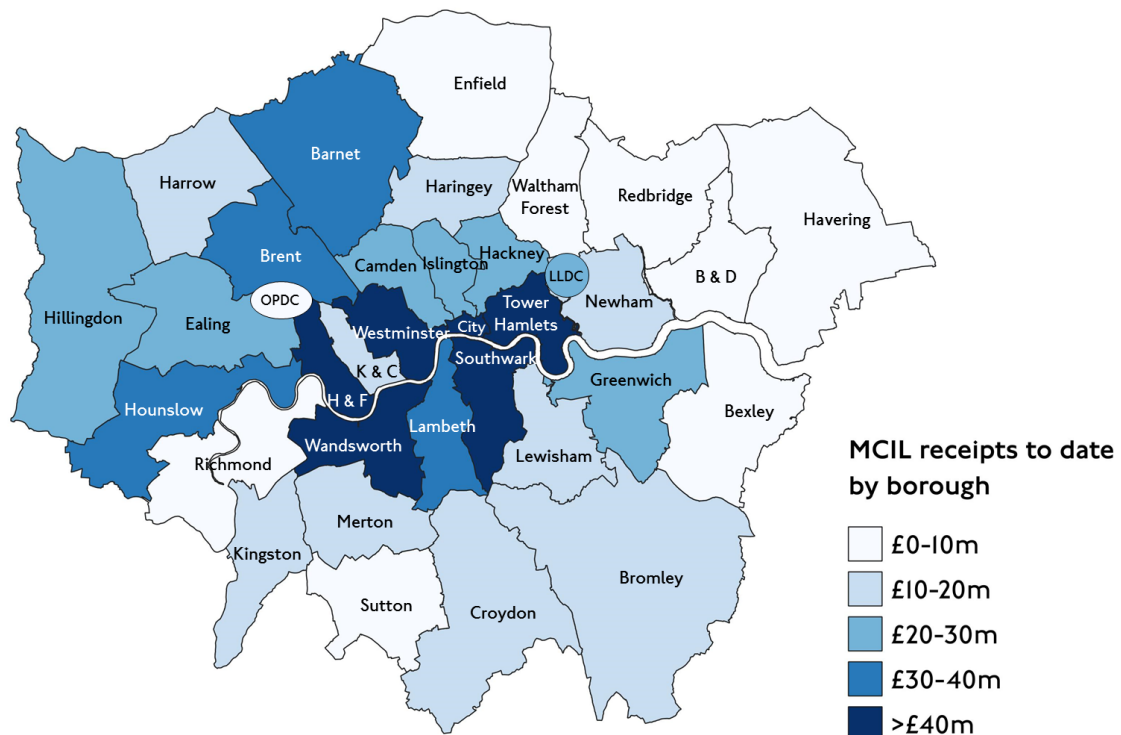 Enfield
Barnet
Harrow
Haringey
Waltham
Forest
Redbridge
Havering
Brent
Camden
Islington
Hackney
LLDC
B & D
OPDC
Newham
Hillingdon
Ealing
Westminster
City
Tower
Hamlets
Southwark
K & C
Greenwich
H & F
Hounslow
Lambeth
Bexley
Wandsworth
Richmond
Lewisham
Merton
Kingston
Bromley
Sutton
Croydon
MCIL receipts to date
by borough
£0-10m
£10-20m
£20-30m
£30-40m
>£40m